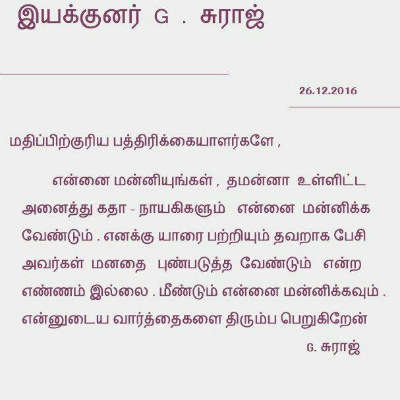 இயக்குனர் G . சுராஜ்
26.12.2016
மதிப்பிற்குரிய பத்திரிக்கையாளர்களே ,
என்னை மன்னியுங்கள் , தமன்னா உள்ளிட்ட
அனைத்து கதா - நாயகிகளும் என்னை மன்னிக்க
வேண்டும் . எனக்கு யாரை பற்றியும் தவறாக பேசி
அவர்கள் மனதை புண்படுத்த வேண்டும் என்ற
எண்ணம் இல்லை . மீண்டும் என்னை மன்னிக்கவும் .
என்னுடைய வார்த்தைகளை திரும்ப பெறுகிறேன்
G. சுராஜ்